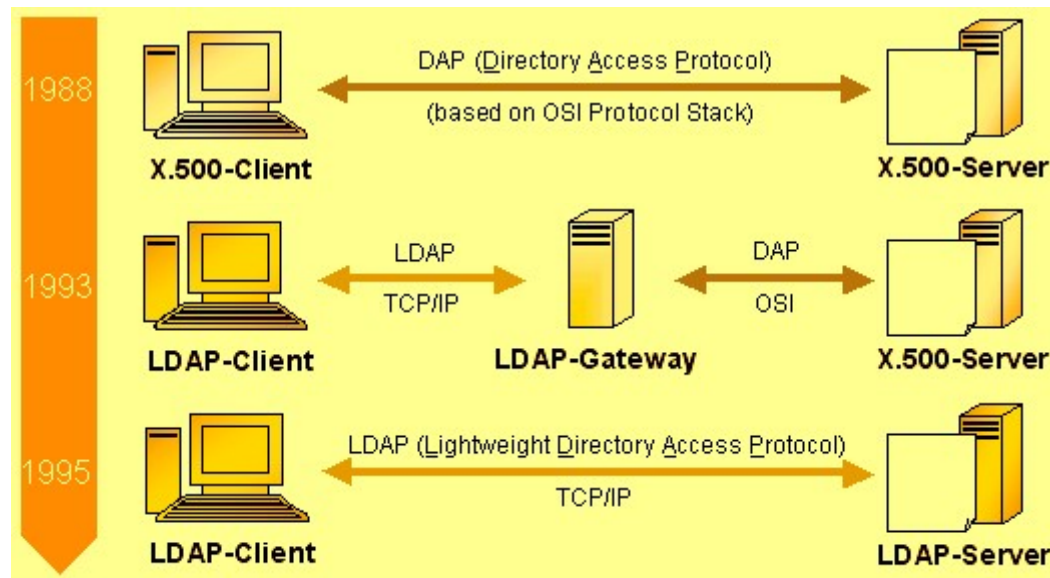 1988
DAP (Directory Access Protocol)
(based on OSI Protocol Stack)
X.500-Client
X.500-Server
1993
LDAP
TCP/IP
DAP
OSI
LDAP-Client
LDAP-Gateway
X.500-Server
1995
LDAP (Lightweight Directory Access Protocol)
TCP/IP
LDAP-Client
LDAP-Server